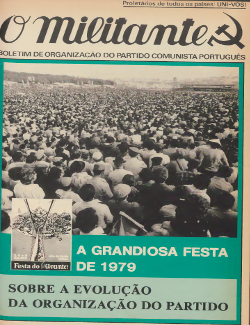 Proletários de todos os países: UNI-VOS!
O Militante
BOLETIM DE ORGANIZAÇÃO DO PARTIDO COMUNISTA PORTUGUÊS
Festa do Avante!
A GRANDIOSA FESTA
DE 1979
SOBRE A EVOLUÇÃO
DA ORGANIZAÇÃO DO PARTIDO